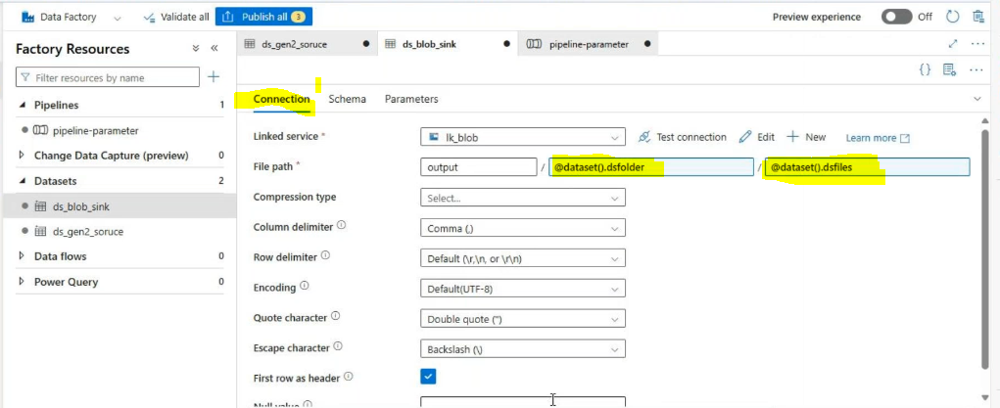 Data Factory Validate all Publish all 3 Preview experience Off
Factory Resources
ds_gen2_soruce ds_blob_sink pipeline-parameter
Filter resources by name
Connection Schema Parameters
Pipelines 1
pipeline-parameter
Linked service * lk_blob Test connection Edit New Learn more
Change Data Capture (preview) 0
File path * output / @dataset().dsfolder / @dataset().dsfiles
Datasets 2
Compression type Select...
ds_blob_sink
Column delimiter Comma (,)
ds_gen2_soruce
Data flows 0
Row delimiter Default (\r,\n, or \r\n)
Power Query 0
Encoding Default(UTF-8)
Quote character Double quote (")
Escape character Backslash (\)
First row as header
Null value